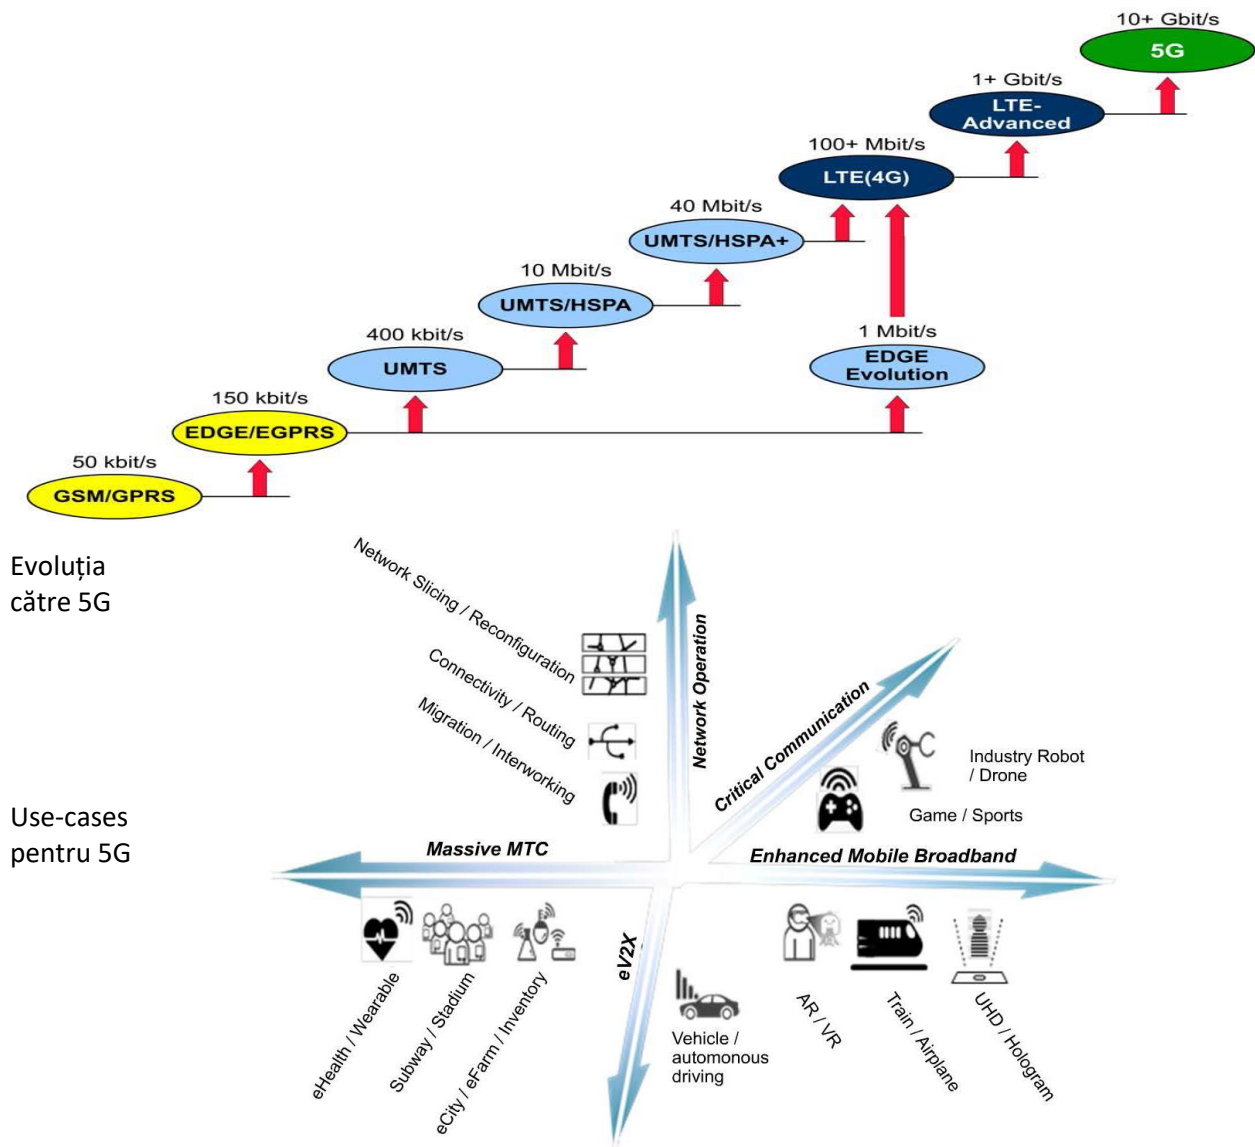 10+ Gbit/s
5G
1+ Gbit/s
LTE-
Advanced
100+ Mbit/s
LTE(4G)
40 Mbit/s
UMTS/HSPA+
10 Mbit/s
UMTS/HSPA
400 kbit/s
UMTS
1 Mbit/s
EDGE
Evolution
150 kbit/s
EDGE/EGPRS
50 kbit/s
GSM/GPRS
Evoluția
către 5G
Network Slicing / Reconfiguration
Connectivity / Routing
Migration / Interworking
Network Operation
Critical Communication
Industry Robot
/ Drone
Game / Sports
Use-cases
pentru 5G
Massive MTC
Enhanced Mobile Broadband
eV2X
eHealth / Wearable
Subway / Stadium
eCity / eFarm / Inventory
Vehicle /
automonous
driving
AR / VR
Train / Airplane
UHD / Hologram